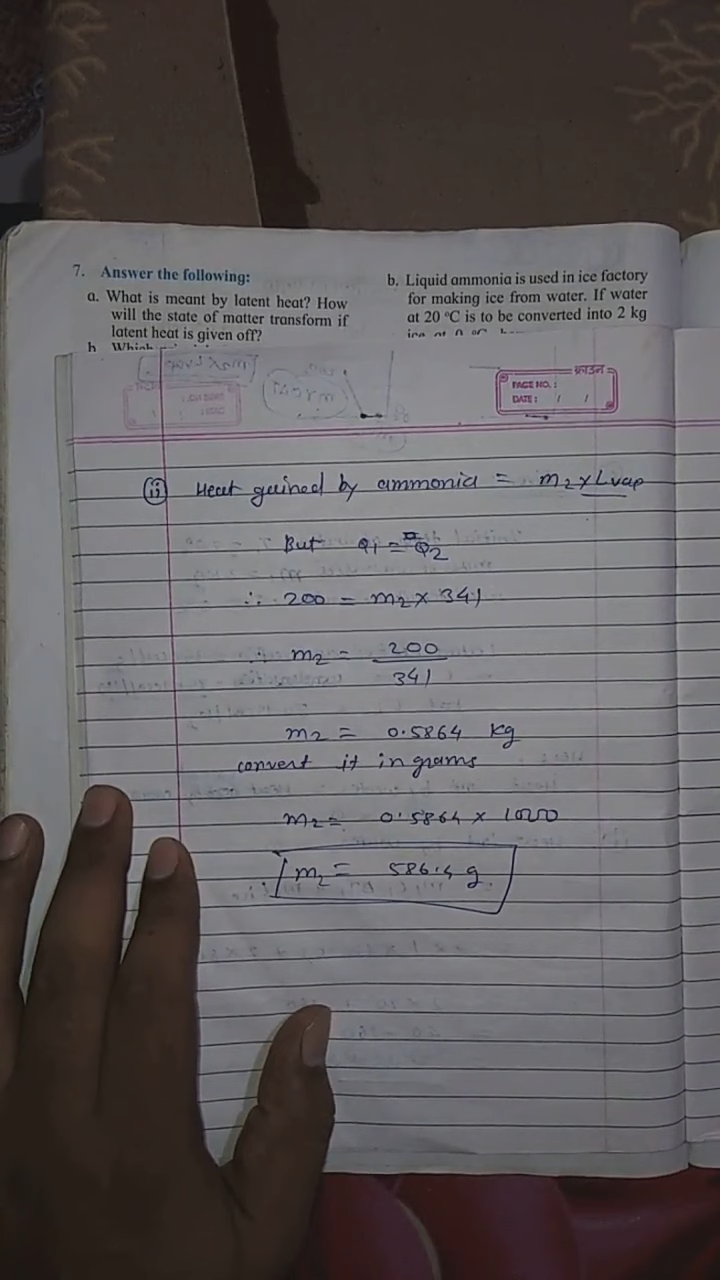 7. Answer the following:
a. What is meant by latent heat? How
will the state of matter transform if
latent heat is given off?
b. Liquid ammonia is used in ice factory
for making ice from water. If water
at 20 °C is to be converted into 2 kg
क्राउन
PAGE NO. :
DATE : / /
(ii) Heat gained by ammonia = m2 x Lvap
But Q1 = Q2
∴ 200 = m2 x 341
∴ m2 = 200
341
m2 = 0.5864 kg
convert it in grams
m2 = 0.5864 x 1000
m2 = 586.4 g.